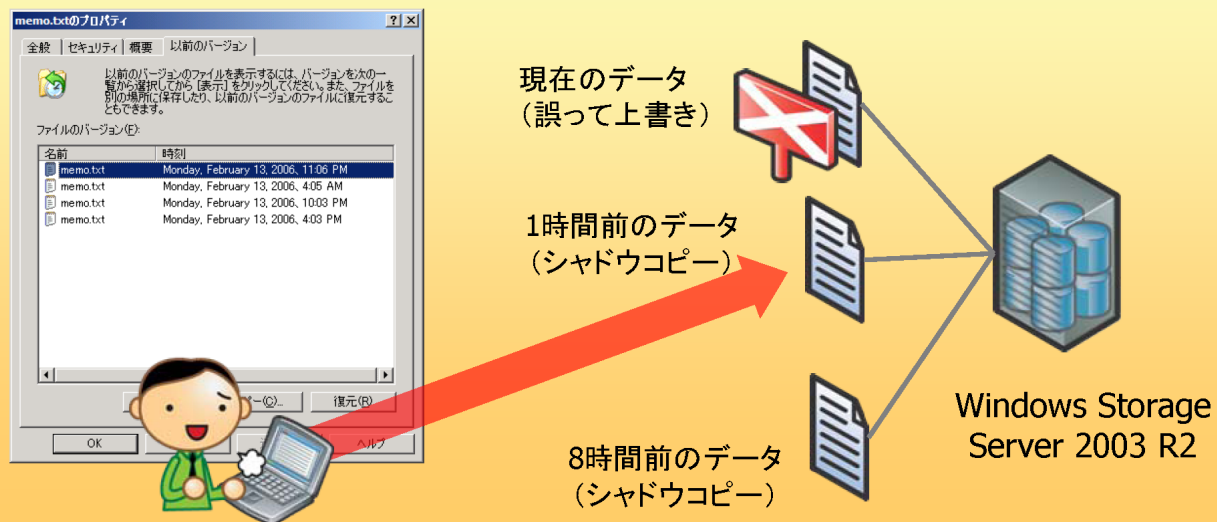 memo.txtのプロパティ
全般
セキュリティ
概要
以前のバージョン
以前のバージョンのファイルを表示するには、バージョンを次の一
覧から選択してから [表示] をクリックしてください。また、ファイルを
別の場所に保存したり、以前のバージョンのファイルに復元するこ
ともできます。
ファイルのバージョン(F):
名前 時刻
memo.txt Monday, February 13, 2006、11:06 PM
memo.txt Monday, February 13, 2006、4:05 AM
memo.txt Monday, February 13, 2006、10:03 PM
memo.txt Monday, February 13, 2006、4:03 PM
ピー(C)...
復元(R)
OK
ヘルプ
現在のデータ
（誤って上書き）
1時間前のデータ
（シャドウコピー）
8時間前のデータ
（シャドウコピー）
Windows Storage
Server 2003 R2